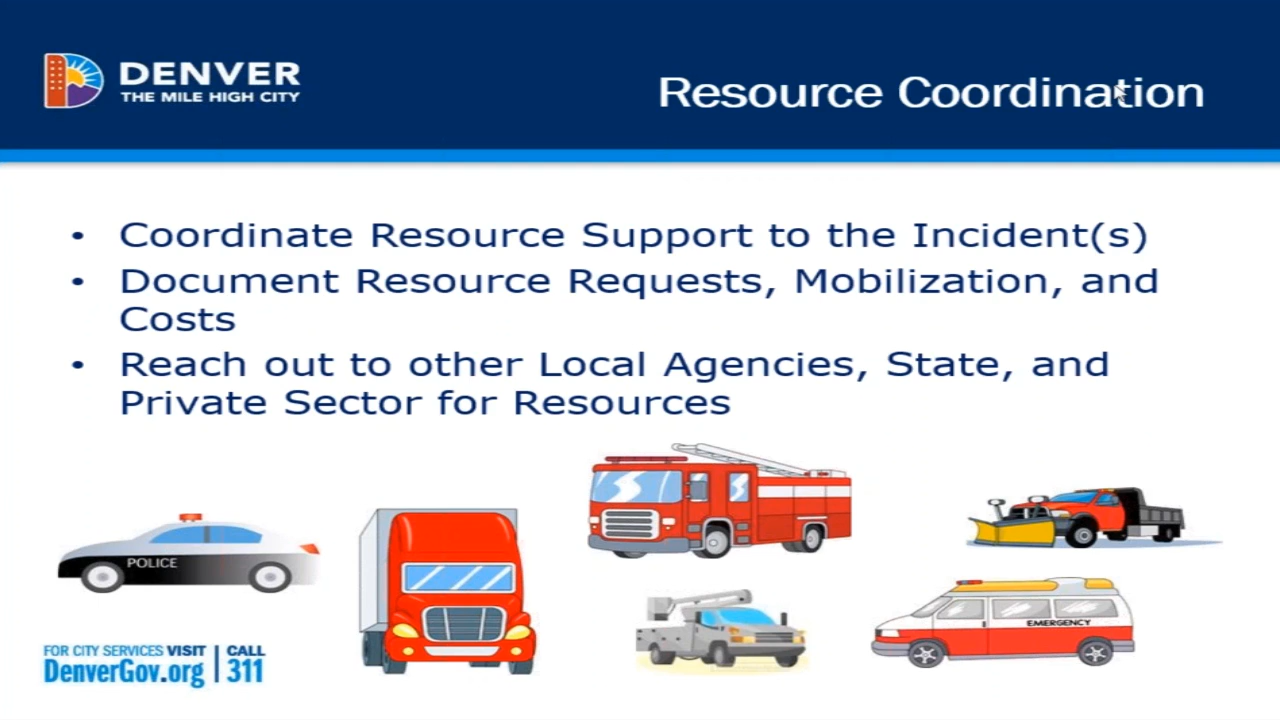 DENVER
THE MILE HIGH CITY
Resource Coordination
• Coordinate Resource Support to the Incident(s)
• Document Resource Requests, Mobilization, and
Costs
• Reach out to other Local Agencies, State, and
Private Sector for Resources
POLICE
EMERGENCY
FOR CITY SERVICES VISIT | CALL
DenverGov.org | 311